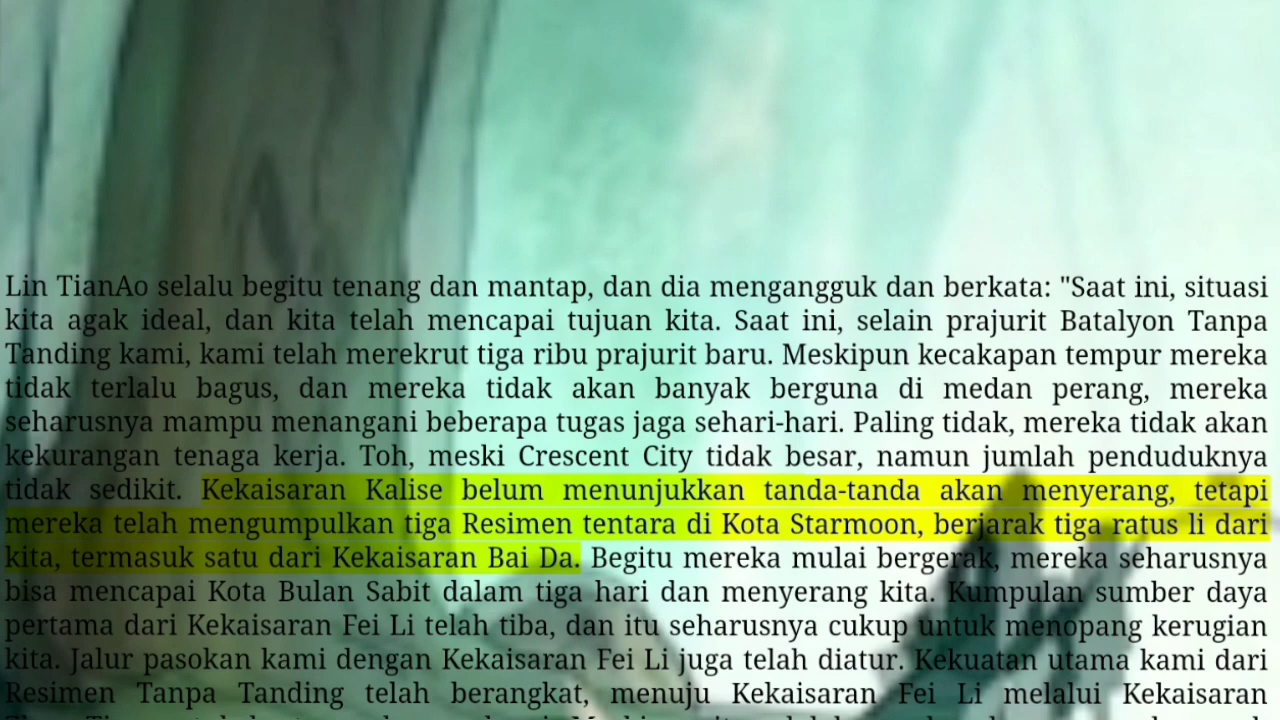 Lin TianAo selalu begitu tenang dan mantap, dan dia mengangguk dan berkata: "Saat ini, situasi
kita agak ideal, dan kita telah mencapai tujuan kita. Saat ini, selain prajurit Batalyon Tanpa
Tanding kami, kami telah merekrut tiga ribu prajurit baru. Meskipun kecakapan tempur mereka
tidak terlalu bagus, dan mereka tidak akan banyak berguna di medan perang, mereka
seharusnya mampu menangani beberapa tugas jaga sehari-hari. Paling tidak, mereka tidak akan
kekurangan tenaga kerja. Toh, meski Crescent City tidak besar, namun jumlah penduduknya
tidak sedikit. Kekaisaran Kalise belum menunjukkan tanda-tanda akan menyerang, tetapi
mereka telah mengumpulkan tiga Resimen tentara di Kota Starmoon, berjarak tiga ratus li dari
kita, termasuk satu dari Kekaisaran Bai Da. Begitu mereka mulai bergerak, mereka seharusnya
bisa mencapai Kota Bulan Sabit dalam tiga hari dan menyerang kita. Kumpulan sumber daya
pertama dari Kekaisaran Fei Li telah tiba, dan itu seharusnya cukup untuk menopang kerugian
kita. Jalur pasokan kami dengan Kekaisaran Fei Li juga telah diatur. Kekuatan utama kami dari
Resimen Tanpa Tanding telah berangkat, menuju Kekaisaran Fei Li melalui Kekaisaran